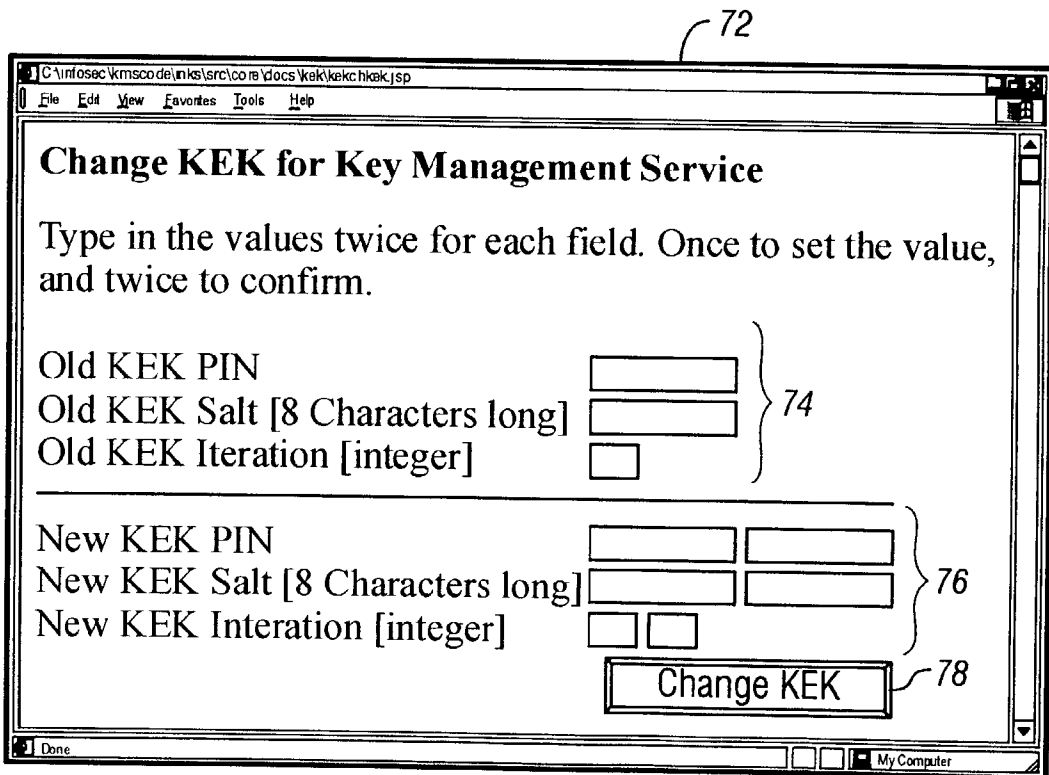 72
C:\infosec\kmscode\nks\src\core\docs\kek\kekchkek.jsp
File Edit View Favorites Tools Help
Change KEK for Key Management Service
Type in the values twice for each field. Once to set the value,
and twice to confirm.
Old KEK PIN
Old KEK Salt [8 Characters long]
Old KEK Iteration [integer]
74
New KEK PIN
New KEK Salt [8 Characters long]
New KEK Interation [integer]
76
Change KEK
78
Done
My Computer